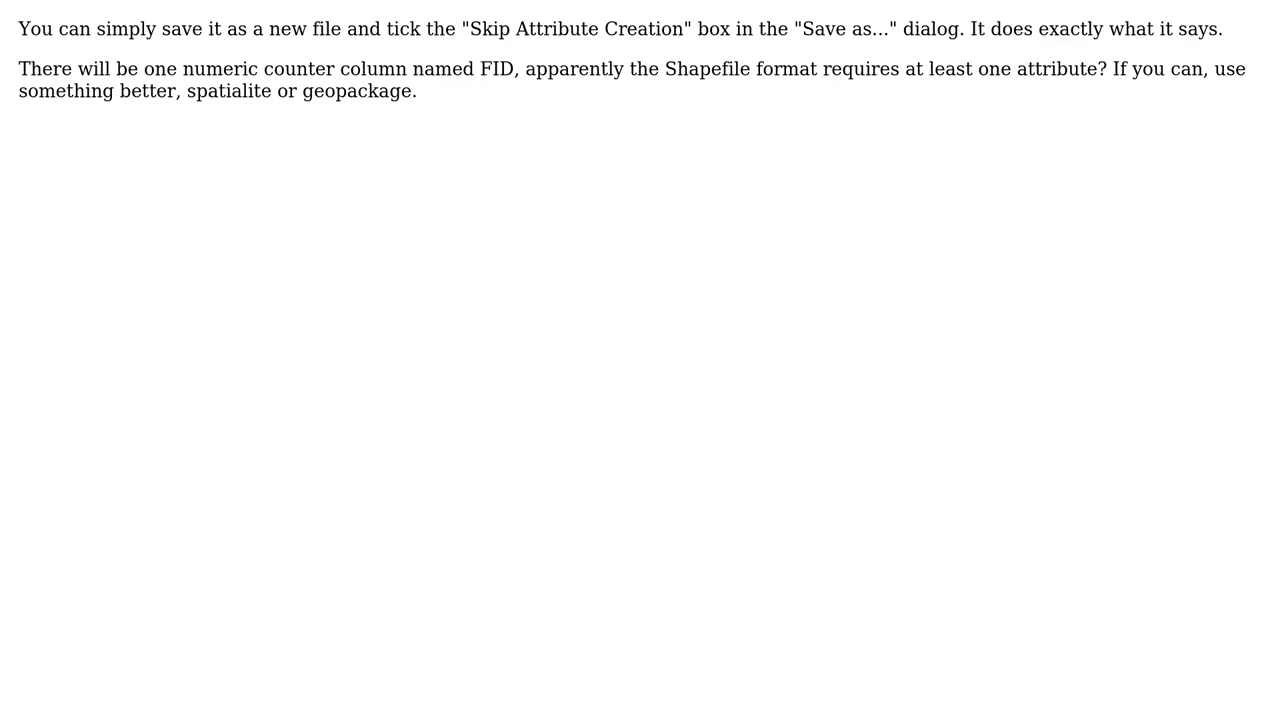 You can simply save it as a new file and tick the "Skip Attribute Creation" box in the "Save as..." dialog. It does exactly what it says.
There will be one numeric counter column named FID, apparently the Shapefile format requires at least one attribute? If you can, use
something better, spatialite or geopackage.